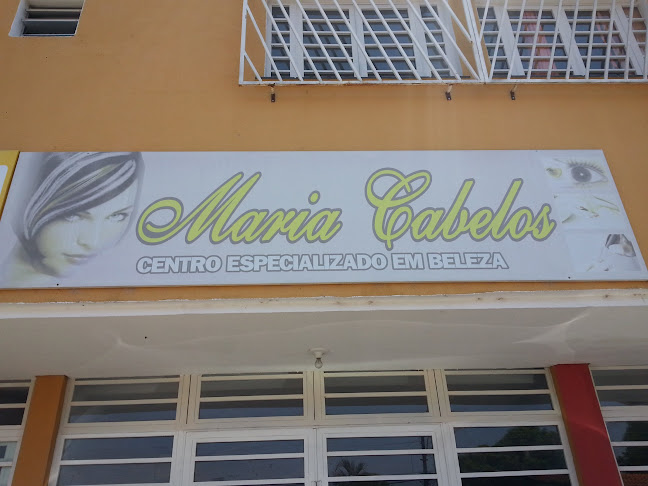 Maria Cabelos
CENTRO ESPECIALIZADO EM BELEZA